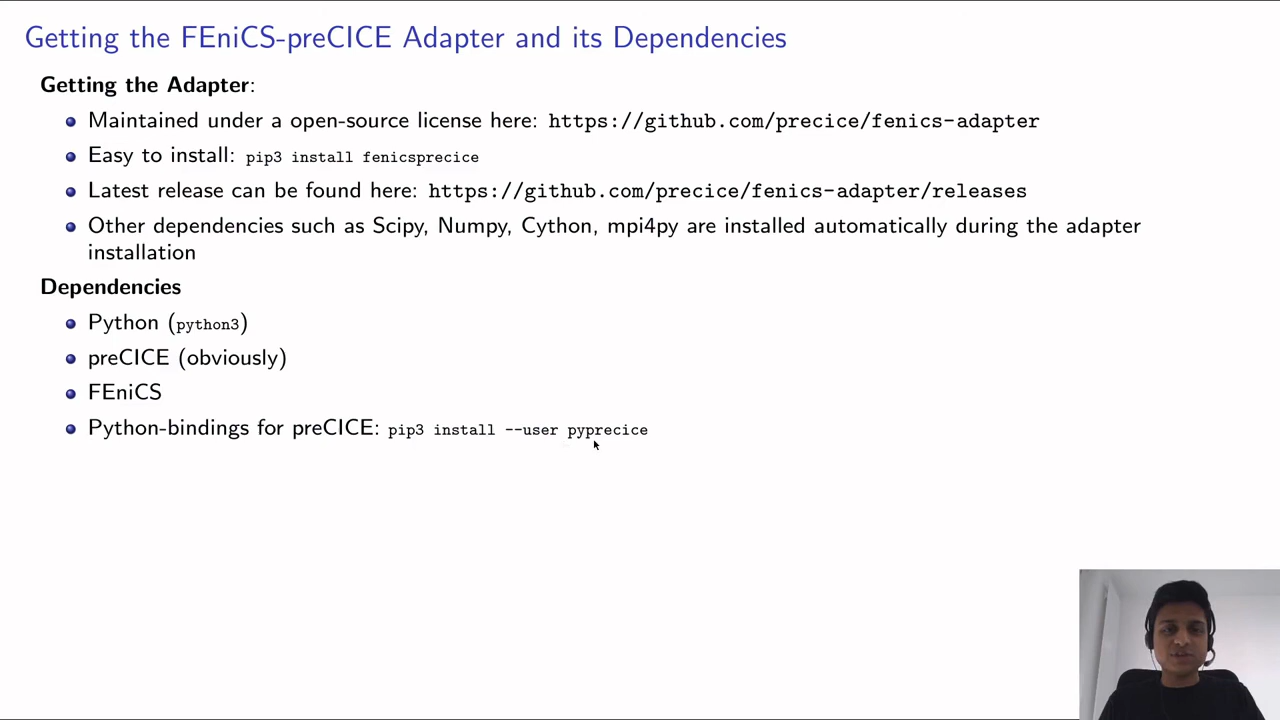 Getting the FEniCS-preCICE Adapter and its Dependencies
Getting the Adapter:
Maintained under a open-source license here: https://github.com/precice/fenics-adapter
Easy to install: pip3 install fenicsprecice
Latest release can be found here: https://github.com/precice/fenics-adapter/releases
Other dependencies such as Scipy, Numpy, Cython, mpi4py are installed automatically during the adapter
installation
Dependencies
Python (python3)
preCICE (obviously)
FEniCS
Python-bindings for preCICE: pip3 install --user pyprecice